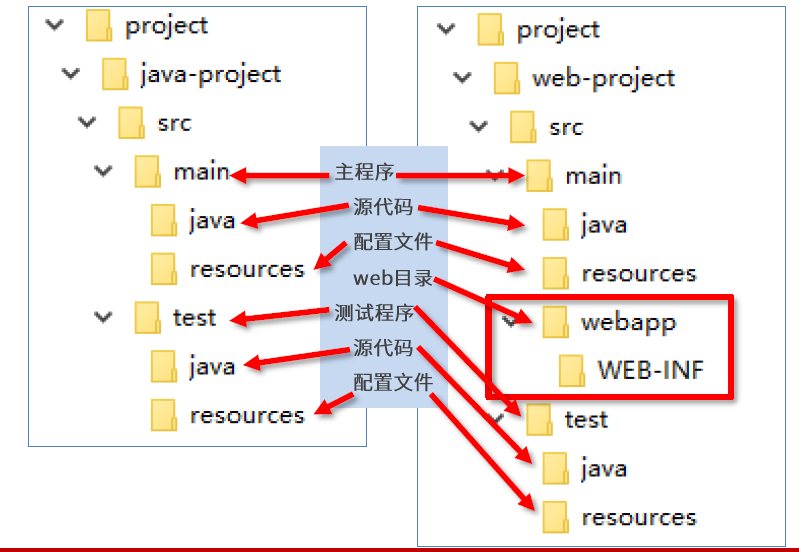 project
java-project
src
main
java
resources
test
java
resources
主程序
源代码
配置文件
web目录
测试程序
源代码
配置文件
project
web-project
src
main
java
resources
webapp
WEB-INF
test
java
resources